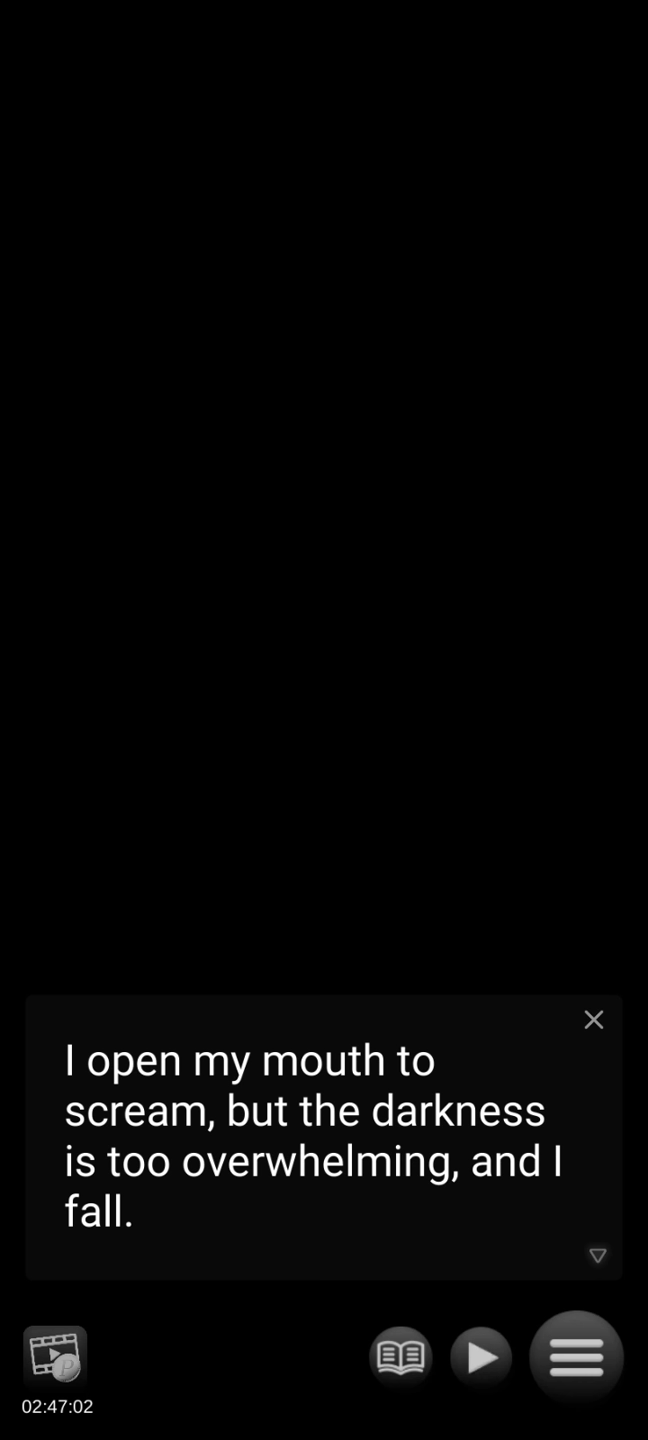 I open my mouth to
scream, but the darkness
is too overwhelming, and I
fall.
P
02:47:02